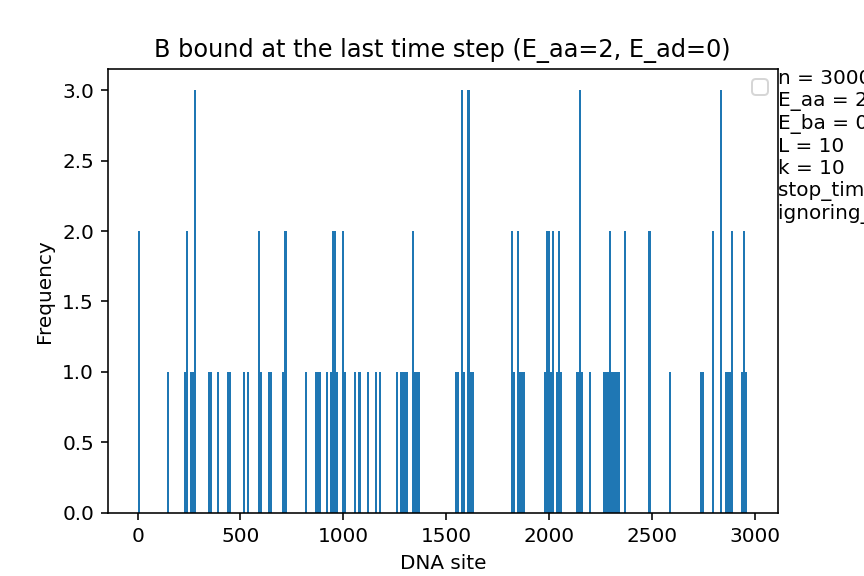 B bound at the last time step (E_aa=2, E_ad=0)
n = 3000
E_aa = 2
E_ba = 0
L = 10
k = 10
stop_tim
ignoring_
3.0
2.5
2.0
1.5
1.0
0.5
0.0
Frequency
0 500 1000 1500 2000 2500 3000
DNA site